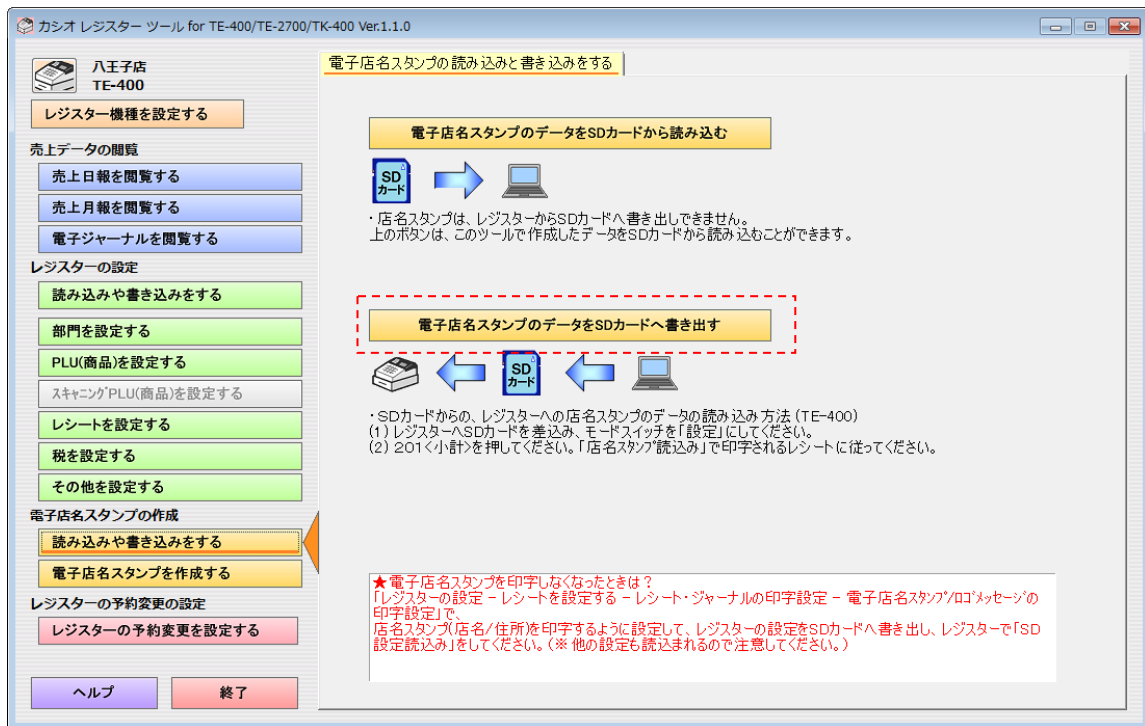 カシオ レジスター ツール for TE-400/TE-2700/TK-400 Ver.1.1.0
八王子店
TE-400
レジスター機種を設定する
売上データの閲覧
売上日報を閲覧する
売上月報を閲覧する
電子ジャーナルを閲覧する
レジスターの設定
読み込みや書き込みをする
部門を設定する
PLU(商品)を設定する
ｽｷｬﾆﾝｸﾞPLU(商品)を設定する
レシートを設定する
税を設定する
その他を設定する
電子店名スタンプの作成
読み込みや書き込みをする
電子店名スタンプを作成する
レジスターの予約変更の設定
レジスターの予約変更を設定する
ヘルプ
終了
電子店名スタンプの読み込みと書き込みをする
電子店名スタンプのデータをSDカードから読み込む
SD
カード
・店名スタンプは、レジスターからSDカードへ書き出しできません。
上のボタンは、このツールで作成したデータをSDカードから読み込むことができます。
電子店名スタンプのデータをSDカードへ書き出す
SD
カード
・SDカードからの、レジスターへの店名スタンプのデータの読み込み方法（TE-400）
(1) レジスターへSDカードを差込み、モードスイッチを「設定」にしてください。
(2) 201〈小計〉を押してください。「店名ｽﾀﾝﾌﾟ読込み」で印字されるレシートに従ってください。
★電子店名スタンプを印字しなくなったときは？
「レジスターの設定 － レシートを設定する － レシート・ジャーナルの印字設定 － 電子店名ｽﾀﾝﾌﾟ/ﾛｺﾞﾒｯｾｰｼﾞの
印字設定」で、
店名スタンプ(店名/住所)を印字するように設定して、レジスターの設定をSDカードへ書き出し、レジスターで「SD
設定読込み」をしてください。（※ 他の設定も読込まれるので注意してください。）